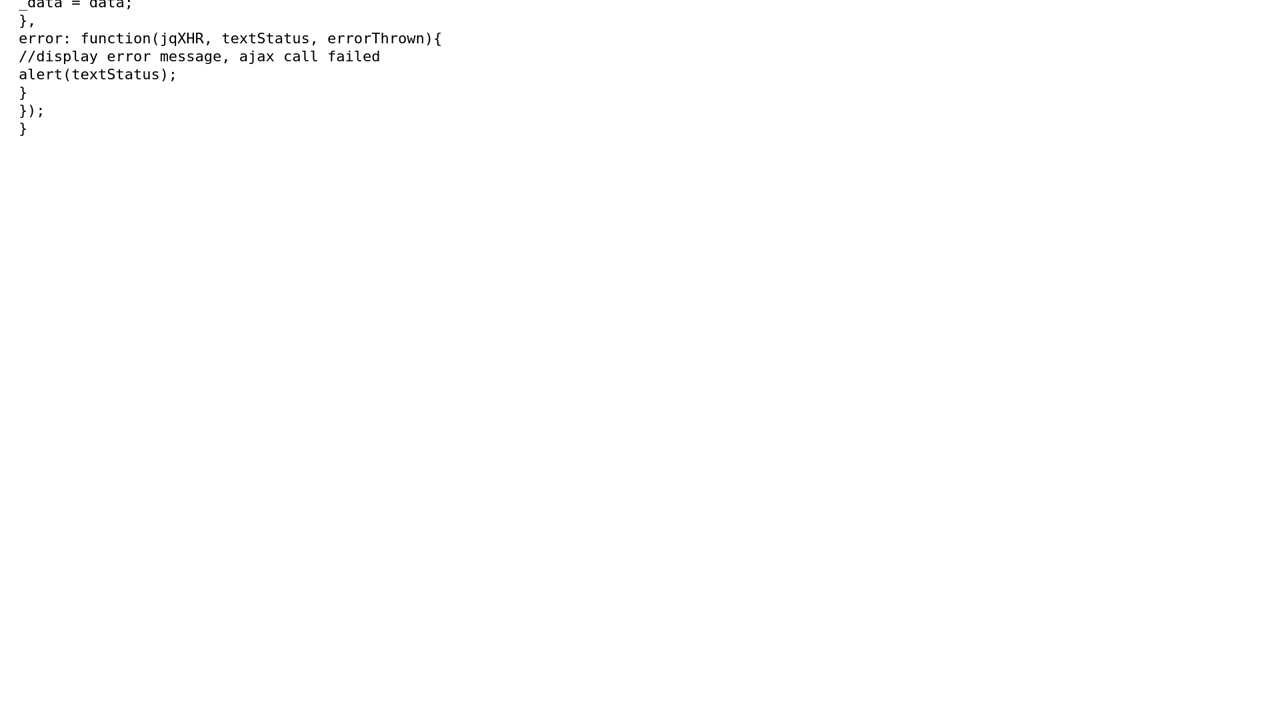 _data = data;
},
error: function(jqXHR, textStatus, errorThrown){
//display error message, ajax call failed
alert(textStatus);
}
});
}